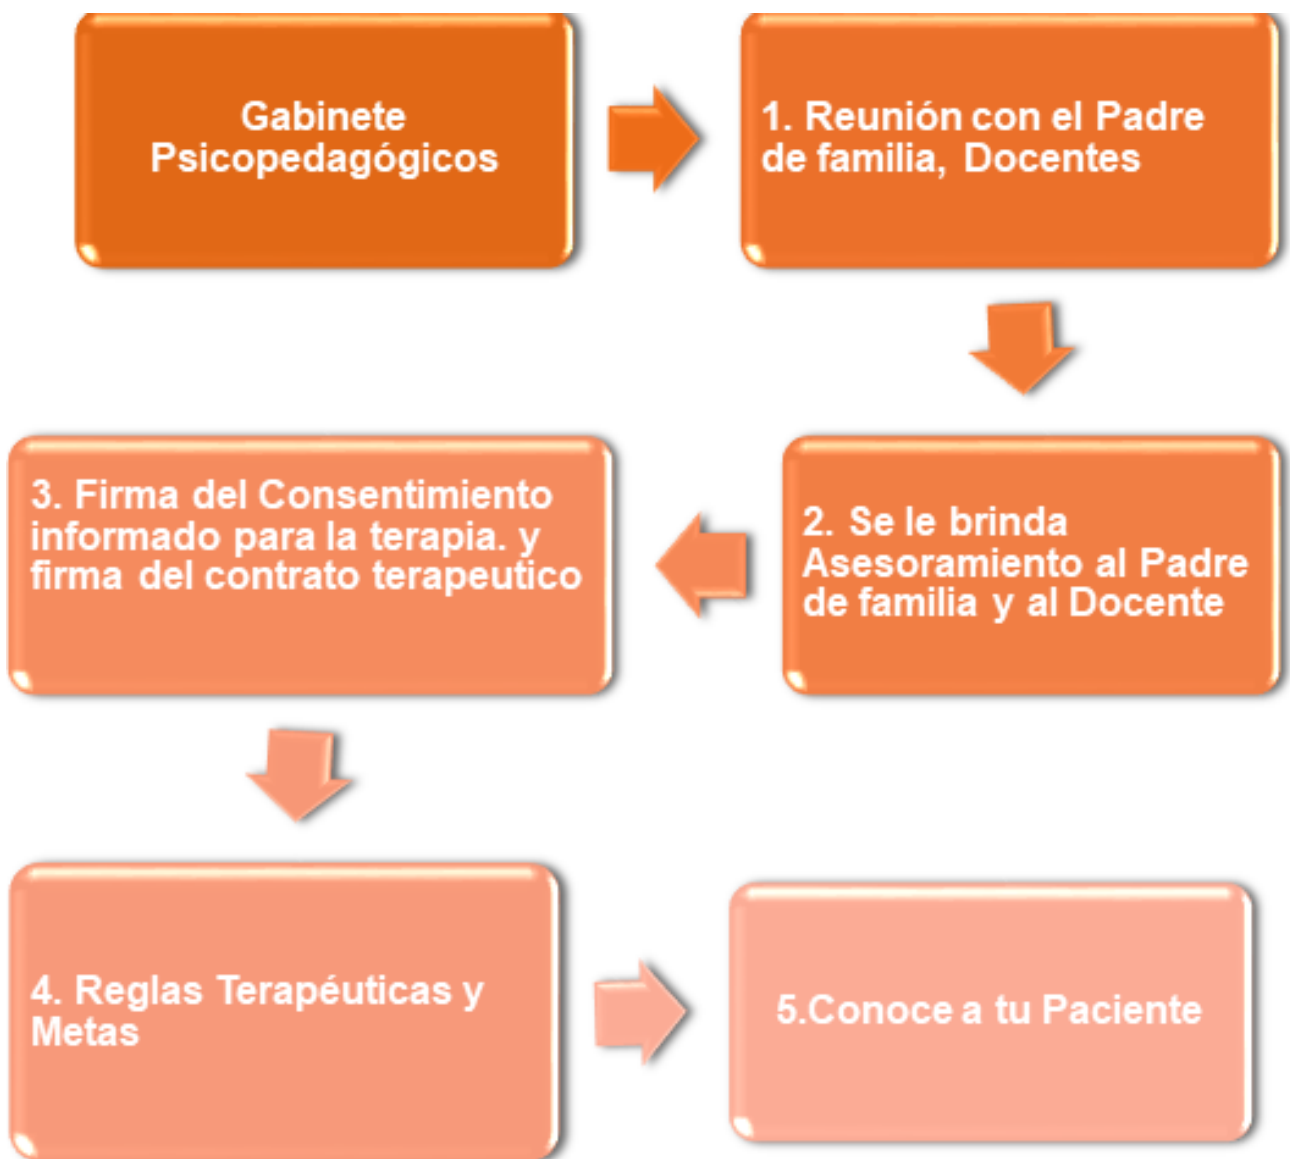 Gabinete
Psicopedagógicos
1. Reunión con el Padre
de familia, Docentes
2. Se le brinda
Asesoramiento al Padre
de familia y al Docente
3. Firma del Consentimiento
informado para la terapia. y
firma del contrato terapeutico
4. Reglas Terapéuticas y
Metas
5.Conoce a tu Paciente